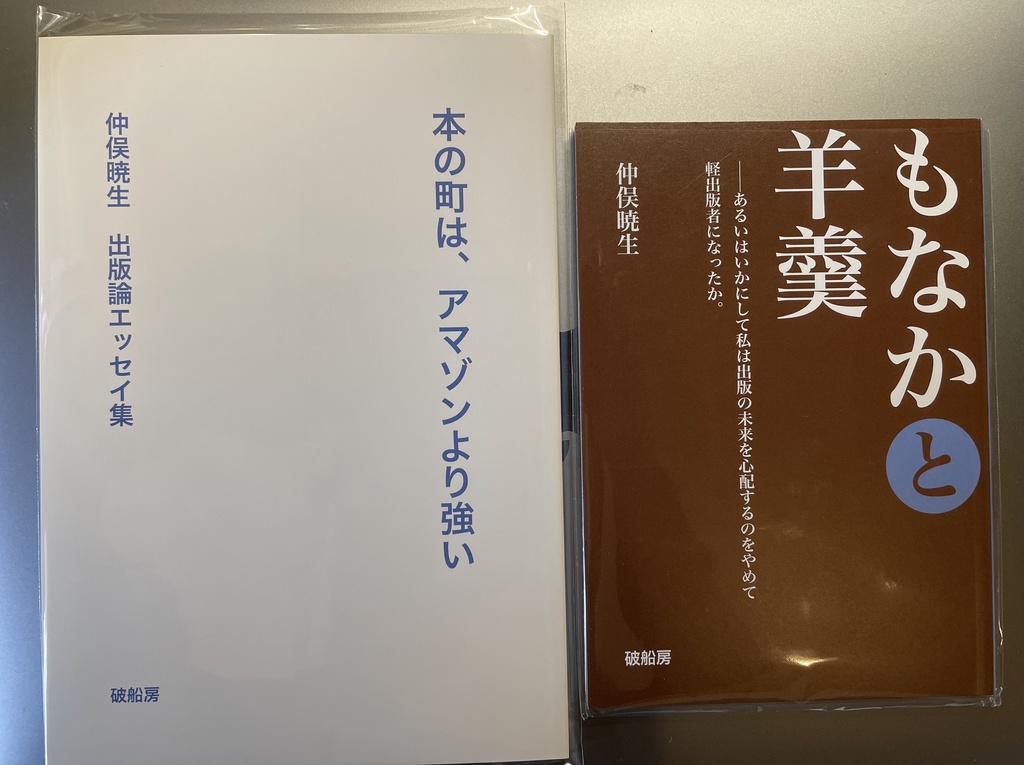 本の町は、アマゾンより強い
仲俣暁生　出版論エッセイ集
破船房
もなかと
羊羹
──あるいはいかにして私は出版の未来を心配するのをやめて
軽出版者になったか。
仲俣暁生
破船房